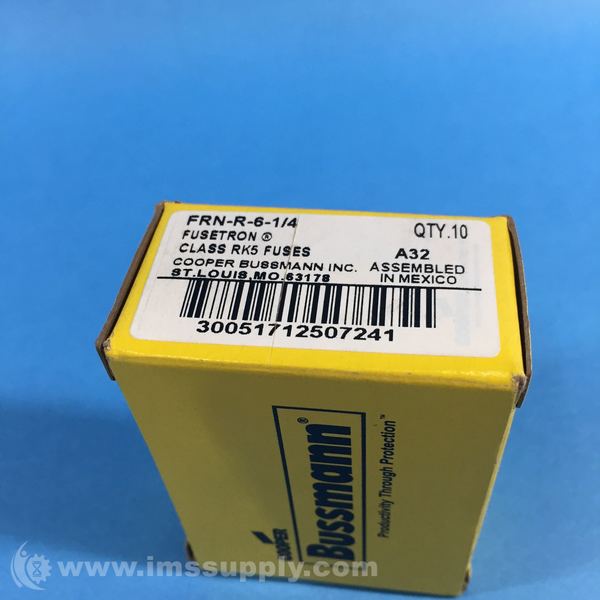 FRN-R-6-1/4
QTY.10
FUSETRON ®
CLASS RK5 FUSES
A32
COOPER BUSSMANN INC.
ASSEMBLED
ST.LOUIS,MO.63178
IN MEXICO
30051712507241
COOPER
Bussmann®
Productivity Through Protection™
www.imssupply.com